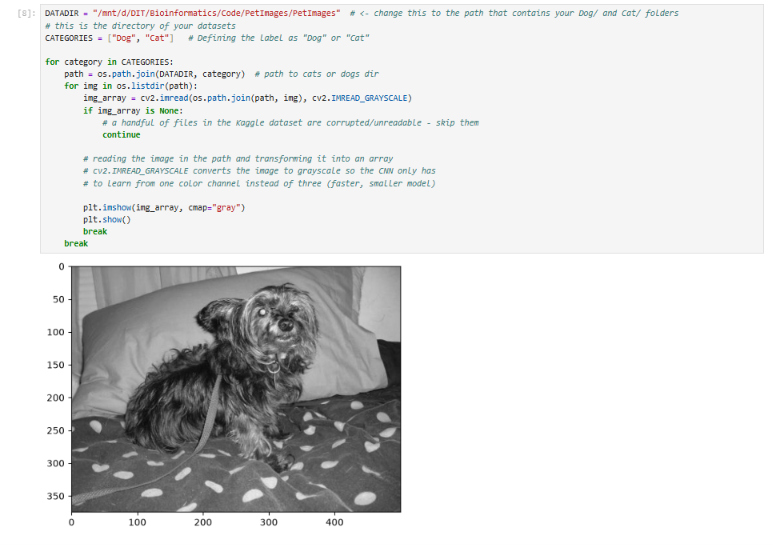 [8]: DATADIR = "/mnt/d/DIT/Bioinformatics/Code/PetImages/PetImages"  # <- change this to the path that contains your Dog/ and Cat/ folders
# this is the directory of your datasets
CATEGORIES = ["Dog", "Cat"]   # Defining the Label as "Dog" or "Cat"
for category in CATEGORIES:
    path = os.path.join(DATADIR, category)  # path to cats or dogs dir
    for img in os.listdir(path):
        img_array = cv2.imread(os.path.join(path, img), cv2.IMREAD_GRAYSCALE)
        if img_array is None:
            # a handful of files in the Kaggle dataset are corrupted/unreadable - skip them
            continue
        # reading the image in the path and transforming it into an array
        # cv2.IMREAD_GRAYSCALE converts the image to grayscale so the CNN only has
        # to learn from one color channel instead of three (faster, smaller model)
        plt.imshow(img_array, cmap="gray")
        plt.show()
        break
    break
0
50
100
150
200
250
300
350
0 100 200 300 400